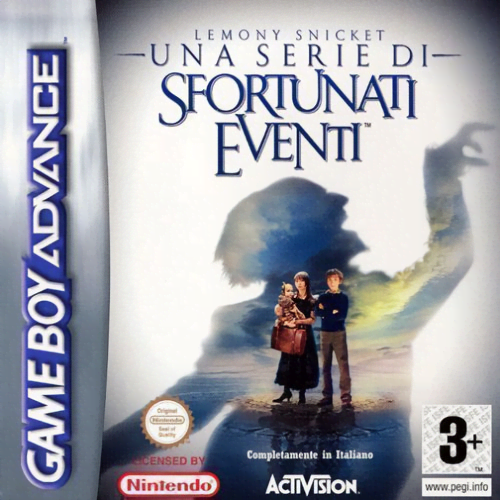 GAME BOY ADVANCE
LEMONY SNICKET
UNA SERIE DI
SFORTUNATI
EVENTI™
Original
Nintendo
Seal of
Quality
LICENSED BY
Nintendo
Completamente in Italiano
ACTIVISION.
3+
www.pegi.info